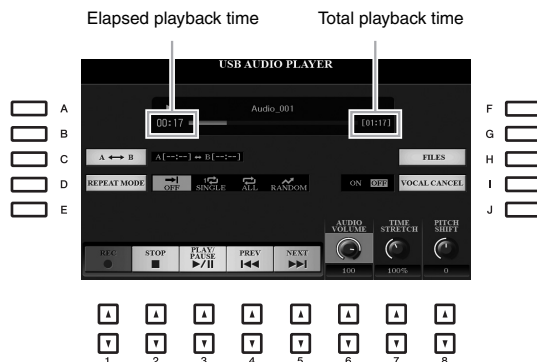 Elapsed playback time
Total playback time
USB AUDIO PLAYER
Audio_001
00:17
[01:17]
A
B
C
D
E
F
G
H
I
J
A ⟷ B
A[--:--] ↔ B[--:--]
FILES
REPEAT MODE
OFF
SINGLE
ALL
RANDOM
ON
OFF
VOCAL CANCEL
AUDIO VOLUME
TIME STRETCH
PITCH SHIFT
REC
STOP
PLAY/PAUSE
PREV
NEXT
100
100%
0
1
2
3
4
5
6
7
8